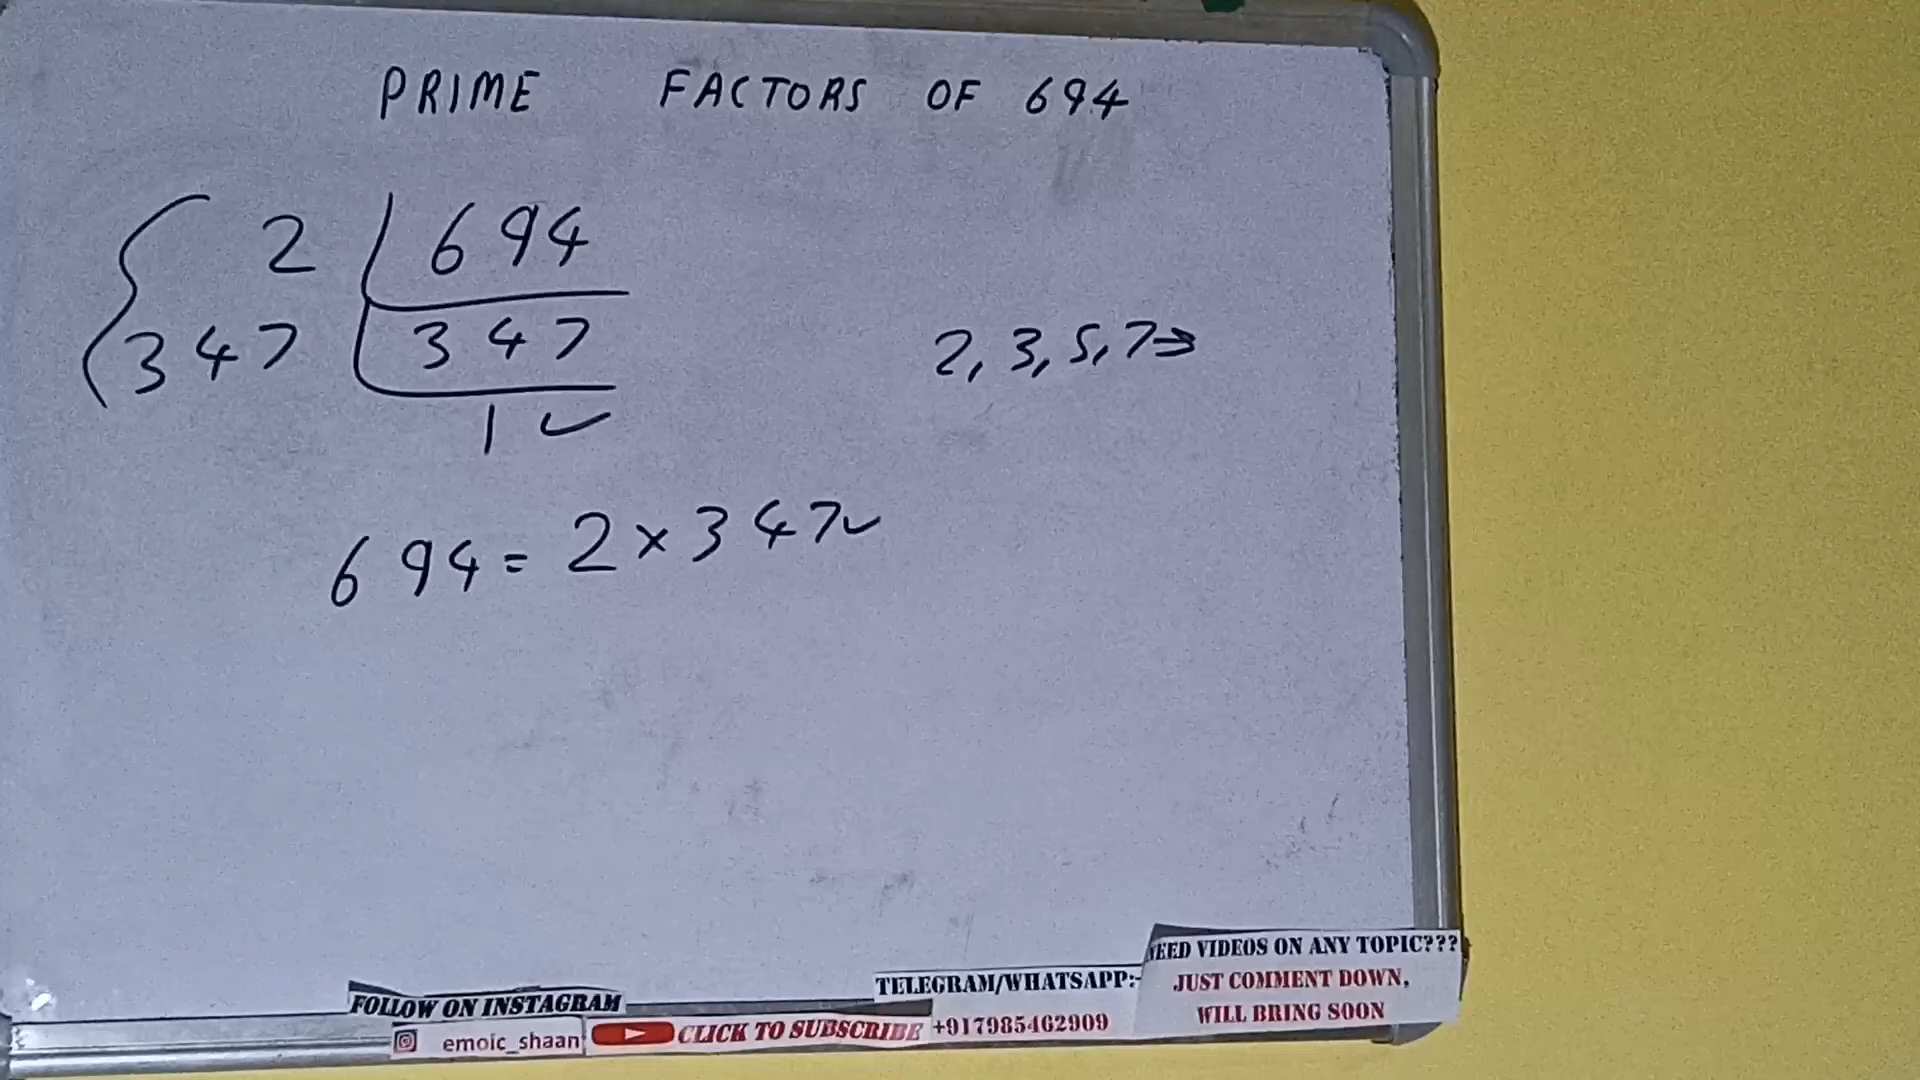 PRIME FACTORS OF 694
2 694
347 347
1
2, 3, 5, 7→
694 = 2 × 347
FOLLOW ON INSTAGRAM
emoic_shaan
CLICK TO SUBSCRIBE
TELEGRAM/WHATSAPP:-
+917985462909
NEED VIDEOS ON ANY TOPIC???
JUST COMMENT DOWN,
WILL BRING SOON